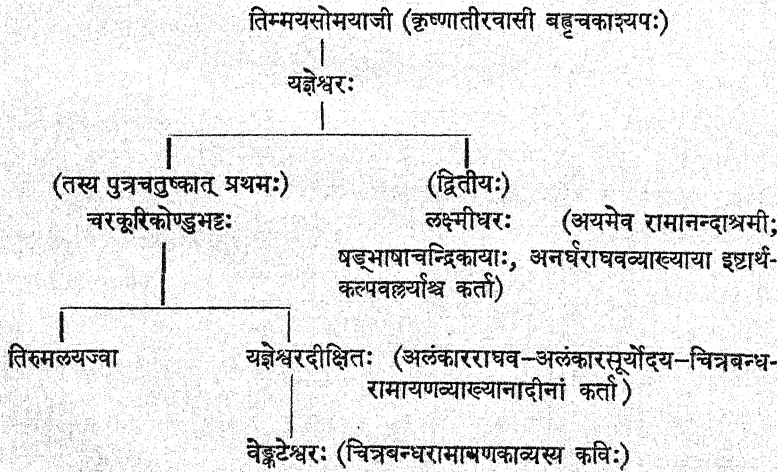 तिम्मयसोमयाजी (कृष्णातीरवासी बह्वृचकाश्यपः)
यज्ञेश्वरः
(तस्य पुत्रचतुष्कात् प्रथमः) (द्वितीयः)
चरकूरिकोण्डुभट्टः लक्ष्मीधरः (अयमेव रामानन्दाश्रमी;
षड्भाषाचन्द्रिकायाः, अनर्घराघवव्याख्याया इष्टार्थ-
कल्पवल्लर्याश्च कर्ता)
तिरुमलयज्वा यज्ञेश्वरदीक्षितः (अलंकारराघव-अलंकारसूर्योदय-चित्रबन्ध-
रामायणव्याख्यानादीनां कर्ता)
वेङ्कटेश्वरः (चित्रबन्धरामायणकाव्यस्य कविः)